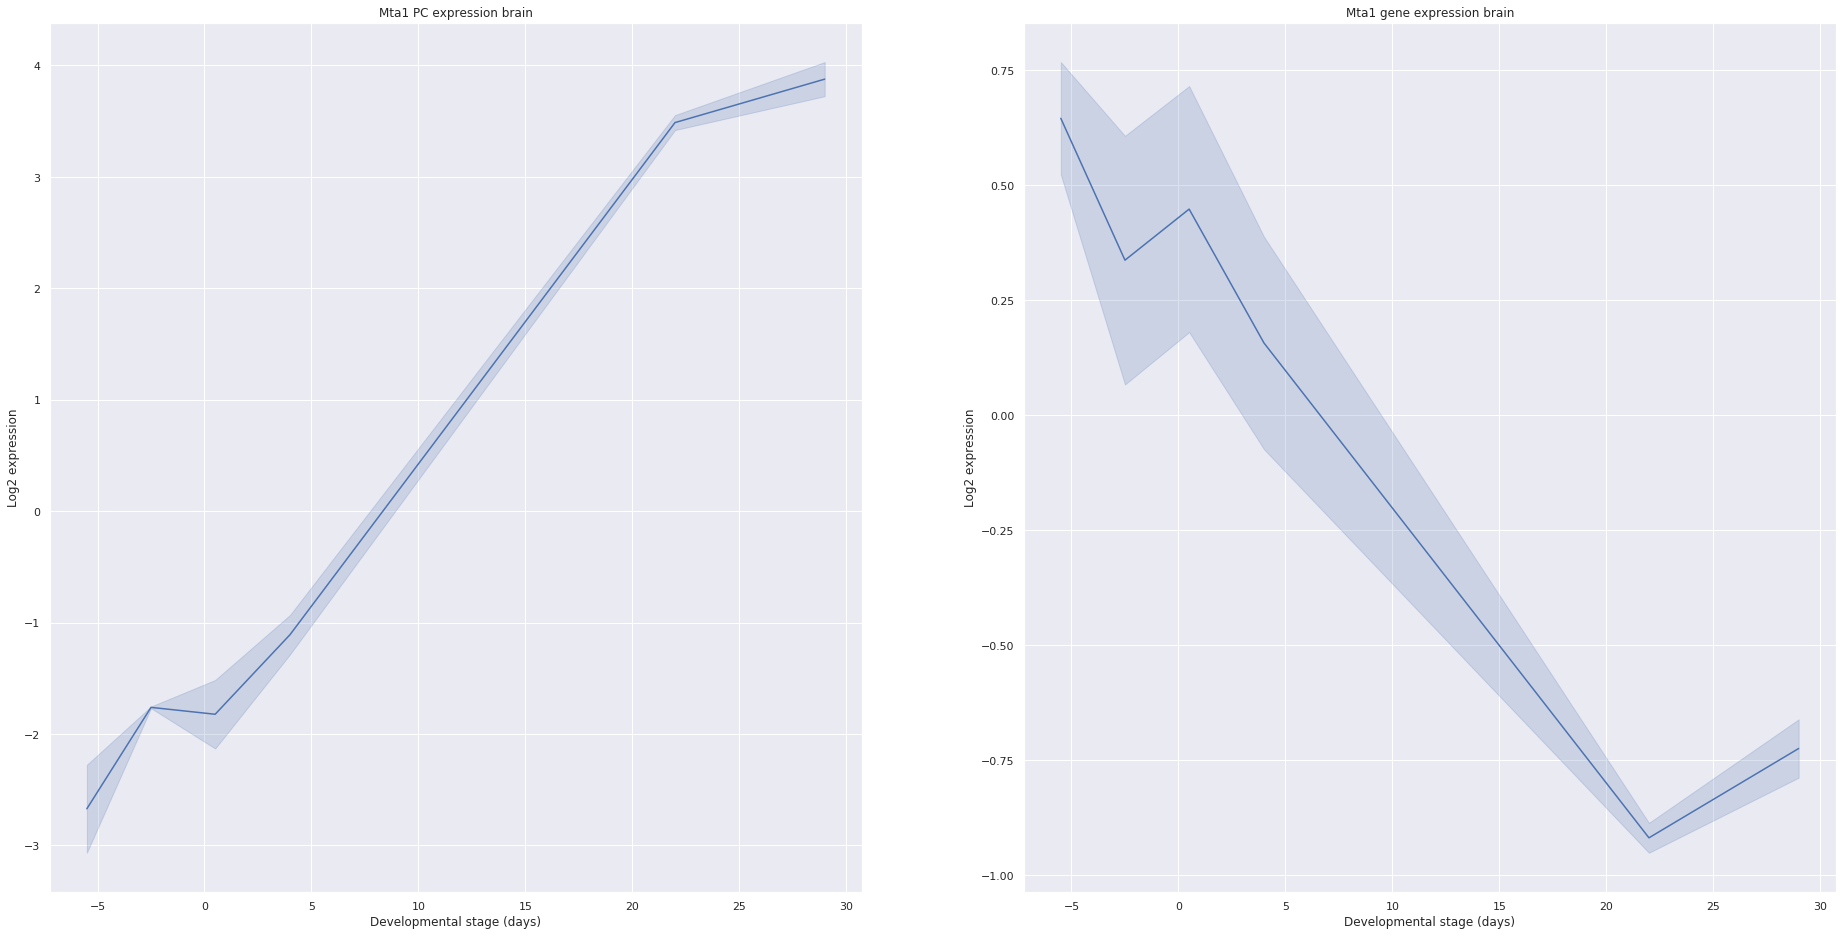 Mta1 PC expression brain
4
3
2
1
0
−1
−2
−3
Log2 expression
−5 0 5 10 15 20 25 30
Developmental stage (days)
Mta1 gene expression brain
0.75
0.50
0.25
0.00
−0.25
−0.50
−0.75
−1.00
Log2 expression
−5 0 5 10 15 20 25 30
Developmental stage (days)